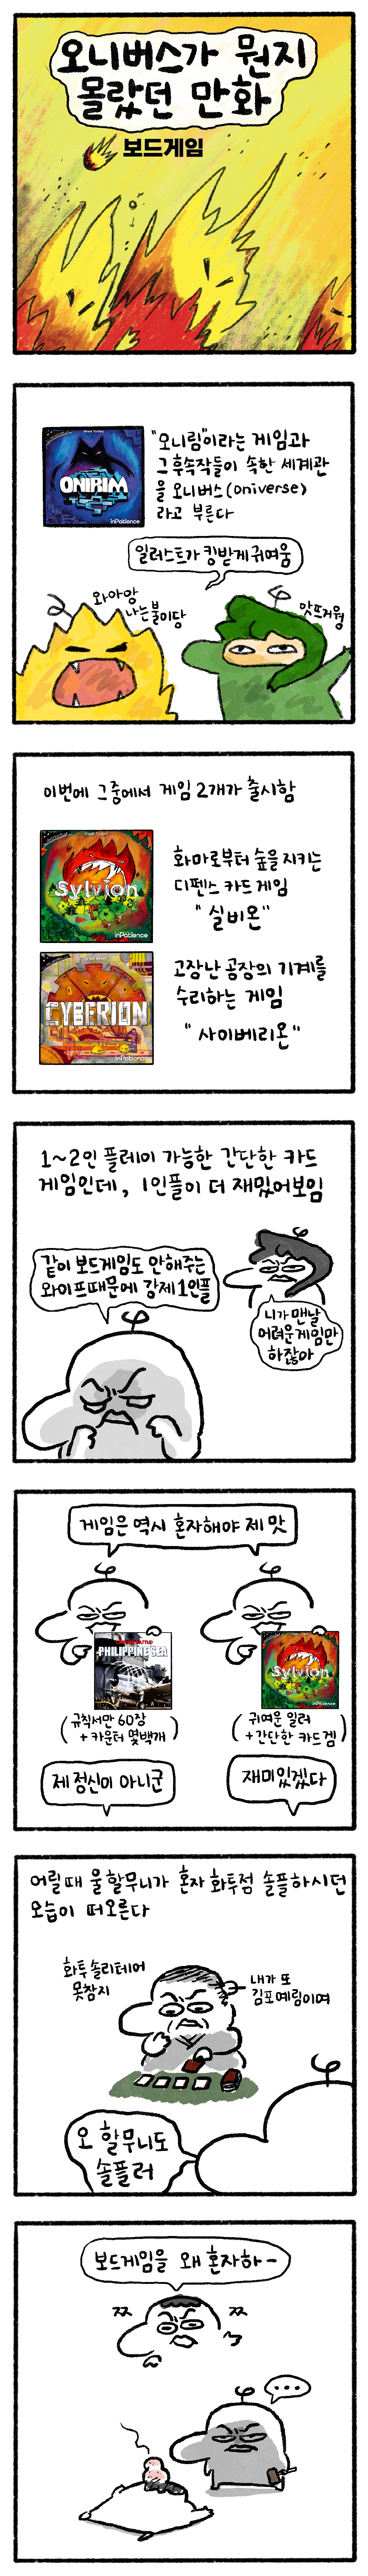 오니버스가 뭔지
몰랐던 만화
보드게임
"오니림"이라는 게임과
그 후속작들이 속한 세계관
을 오니버스(oniverse)
라고 부른다
ONIRIM
inPatience
일러스트가 킹받게 귀여움
와아앙
나는 불이당
앗뜨거웡
이번에 그중에서 게임 2개가 출시함
Sylvion
inPatience
화마로부터 숲을 지키는
디펜스 카드게임
"실비온"
CYBERION
inPatience
고장난 공장의 기계를
수리하는 게임
"사이베리온"
1~2인 플레이 가능한 간단한 카드
게임인데, 1인플이 더 재밌어보임
같이 보드게임도 안해주는
와이프때문에 강제 1인플
니가 맨날
어려운게임만
하잖아
게임은 역시 혼자해야 제 맛
PHILIPPINE SEA
(규칙서만 60장
+ 카운터 몇백개)
제정신이 아니군
Sylvion
inPatience
(귀여운 일러
+간단한 카드겜)
재미있겠다
어릴때 울 할무니가 혼자 화투점 솔플하시던
모습이 떠오른다
화투 솔리테어
못참지
내가 또
김포 예림이여
오 할무니도
솔플러
보드게임을 왜 혼자하-
ㅉㅉ
ㅉㅉ
...